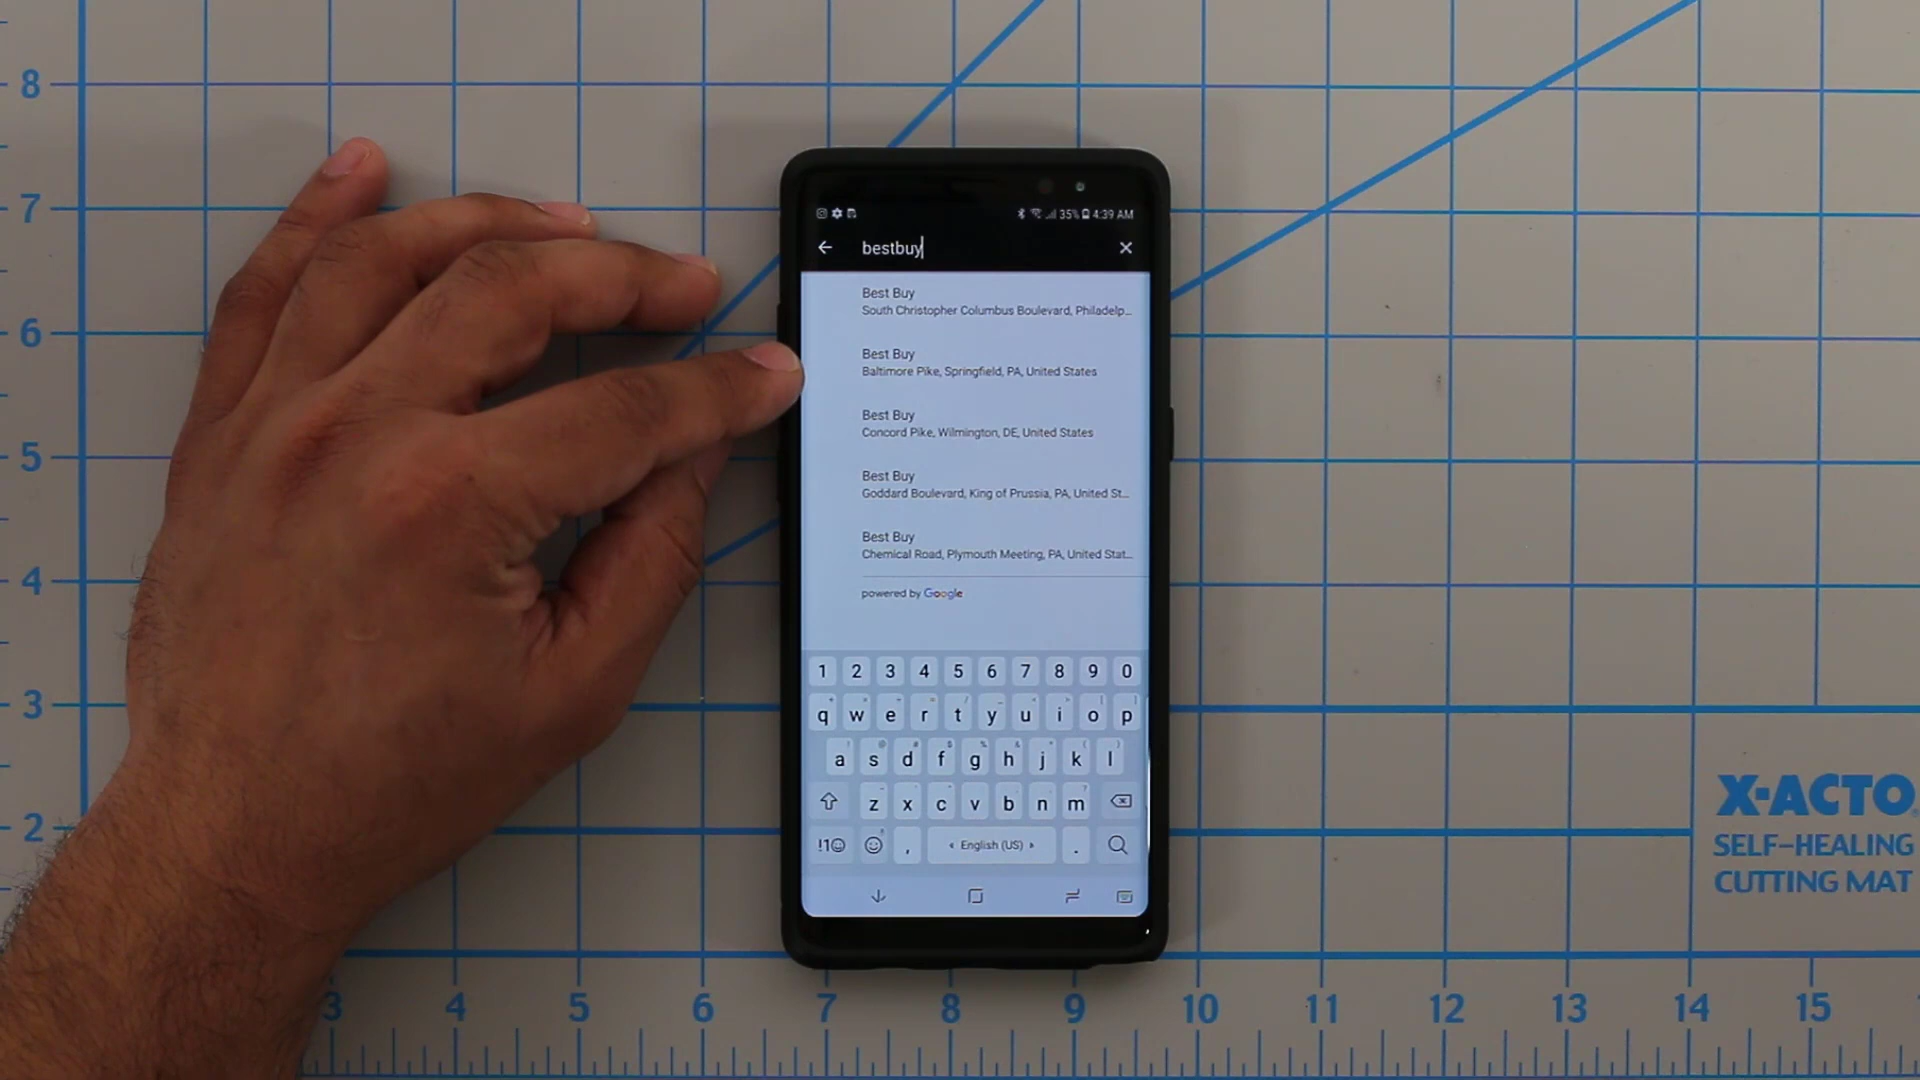 35% 4:39 AM
bestbuy
Best Buy
South Christopher Columbus Boulevard, Philadelp...
Best Buy
Baltimore Pike, Springfield, PA, United States
Best Buy
Concord Pike, Wilmington, DE, United States
Best Buy
Goddard Boulevard, King of Prussia, PA, United St...
Best Buy
Chemical Road, Plymouth Meeting, PA, United Stat...
powered by Google
1 2 3 4 5 6 7 8 9 0
q w e r t y u i o p
a s d f g h j k l
z x c v b n m
!1☺ , English (US) .
8
7
6
5
4
3
2
3 4 5 6 7 8 9 10 11 12 13 14 15
X-ACTO
SELF-HEALING
CUTTING MAT